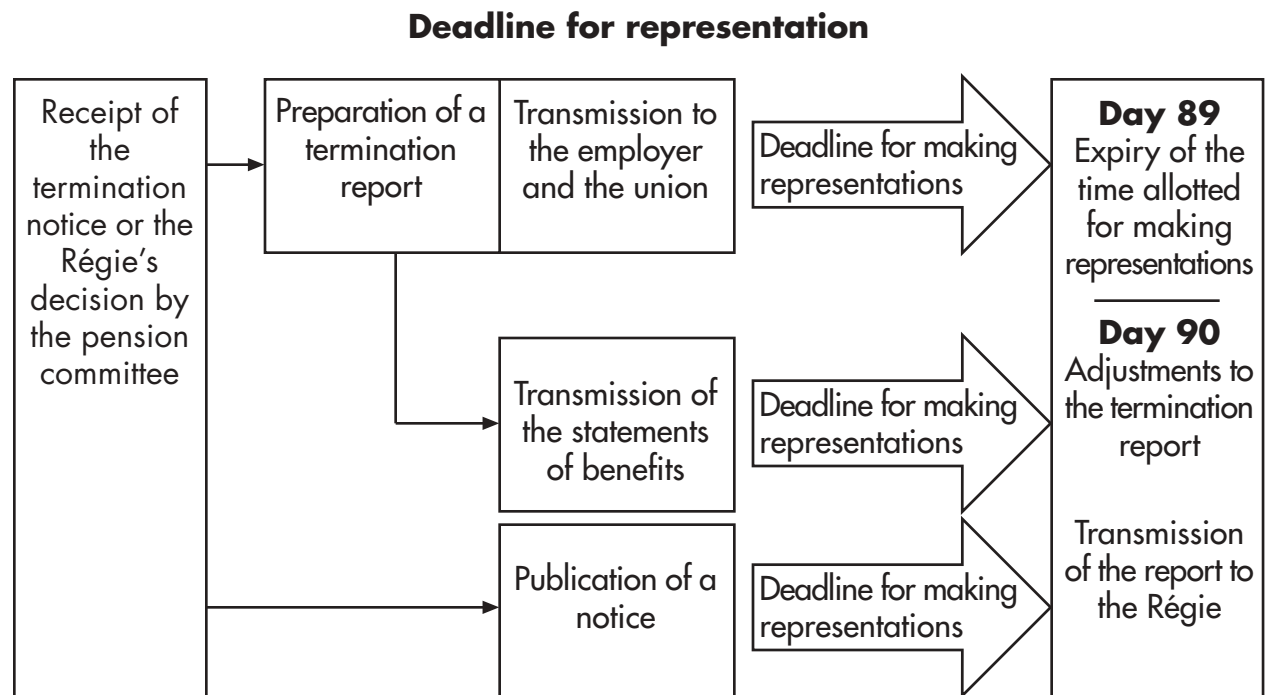 Deadline for representation
Receipt of
the
termination
notice or the
Régie's
decision by
the pension
committee
Preparation of a
termination
report
Transmission to
the employer
and the union
Deadline for making
representations
Transmission of
the statements
of benefits
Deadline for making
representations
Publication of a
notice
Deadline for making
representations
Day 89
Expiry of the
time allotted
for making
representations
Day 90
Adjustments to
the termination
report
Transmission
of the report to
the Régie